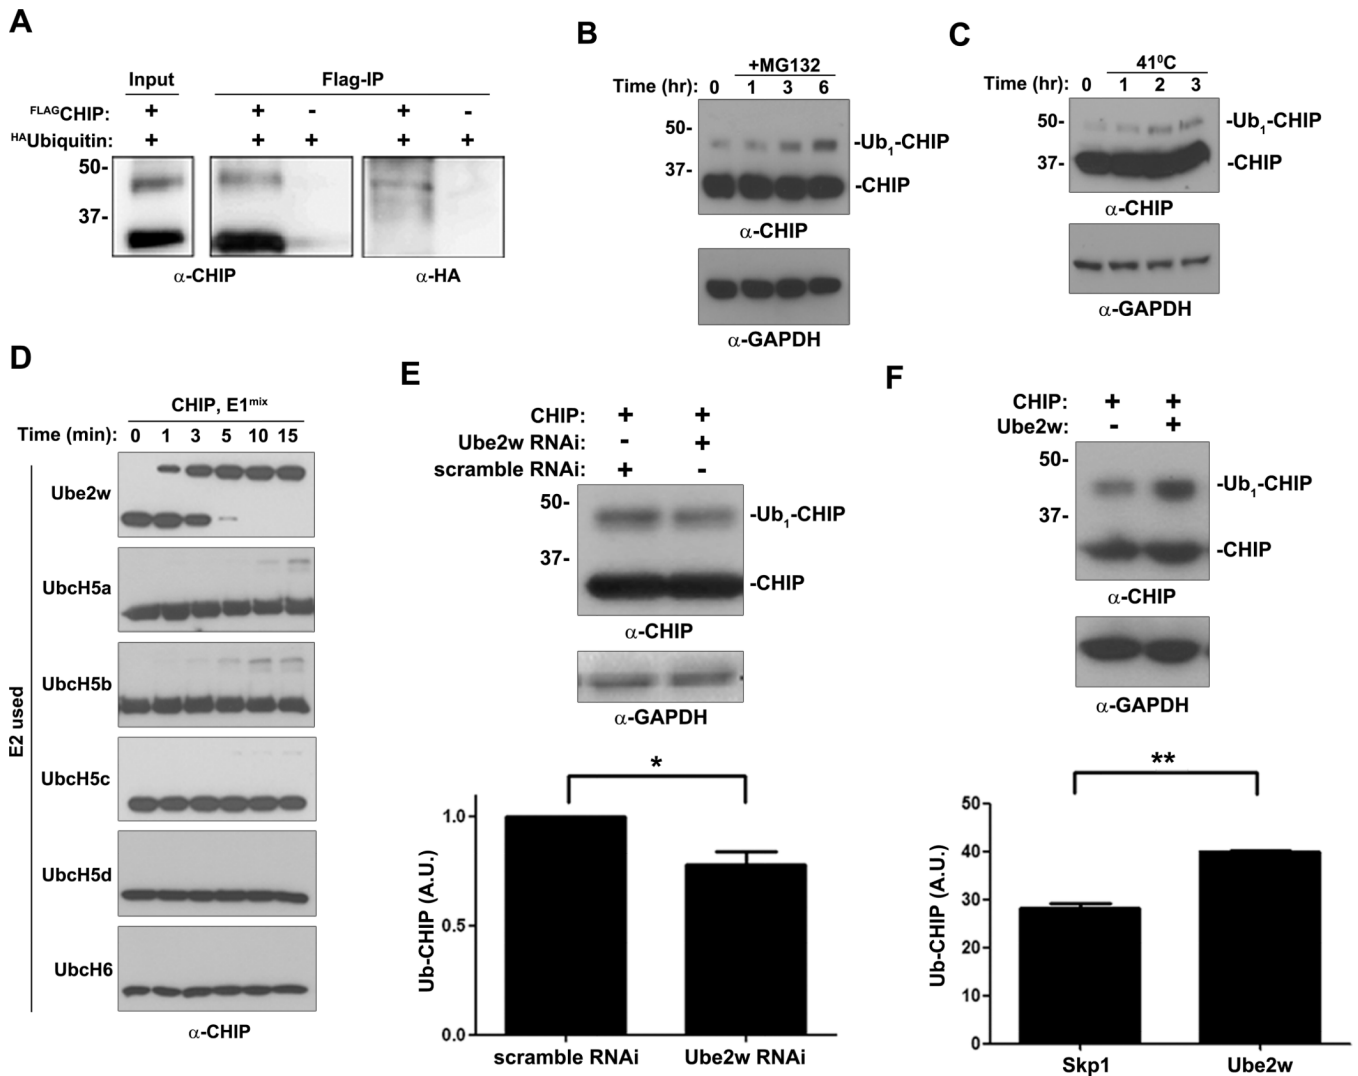 A
Input Flag-IP
FLAGCHIP: + + - + -
HAUbiquitin: + + + + +
50-
37-
α-CHIP α-HA
B
+MG132
Time (hr): 0 1 3 6
50-
37-
-Ub1-CHIP
-CHIP
α-CHIP
α-GAPDH
C
41⁰C
Time (hr): 0 1 2 3
50-
37-
-Ub1-CHIP
-CHIP
α-CHIP
α-GAPDH
D
CHIP, E1mix
Time (min): 0 1 3 5 10 15
E2 used
Ube2w
UbcH5a
UbcH5b
UbcH5c
UbcH5d
UbcH6
α-CHIP
E
CHIP: + +
Ube2w RNAi: - +
scramble RNAi: + -
50-
37-
-Ub1-CHIP
-CHIP
α-CHIP
α-GAPDH
*
Ub-CHIP (A.U.)
1.0
0.5
0.0
scramble RNAi Ube2w RNAi
F
CHIP: + +
Ube2w: - +
50-
37-
-Ub1-CHIP
-CHIP
α-CHIP
α-GAPDH
**
Ub-CHIP (A.U.)
50
40
30
20
10
0
Skp1 Ube2w